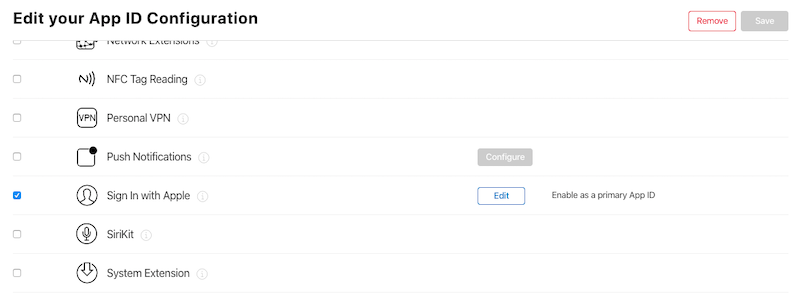 Edit your App ID Configuration
Remove
Save
Network Extensions
NFC Tag Reading
VPN Personal VPN
Push Notifications
Configure
Sign In with Apple
Edit
Enable as a primary App ID
SiriKit
System Extension